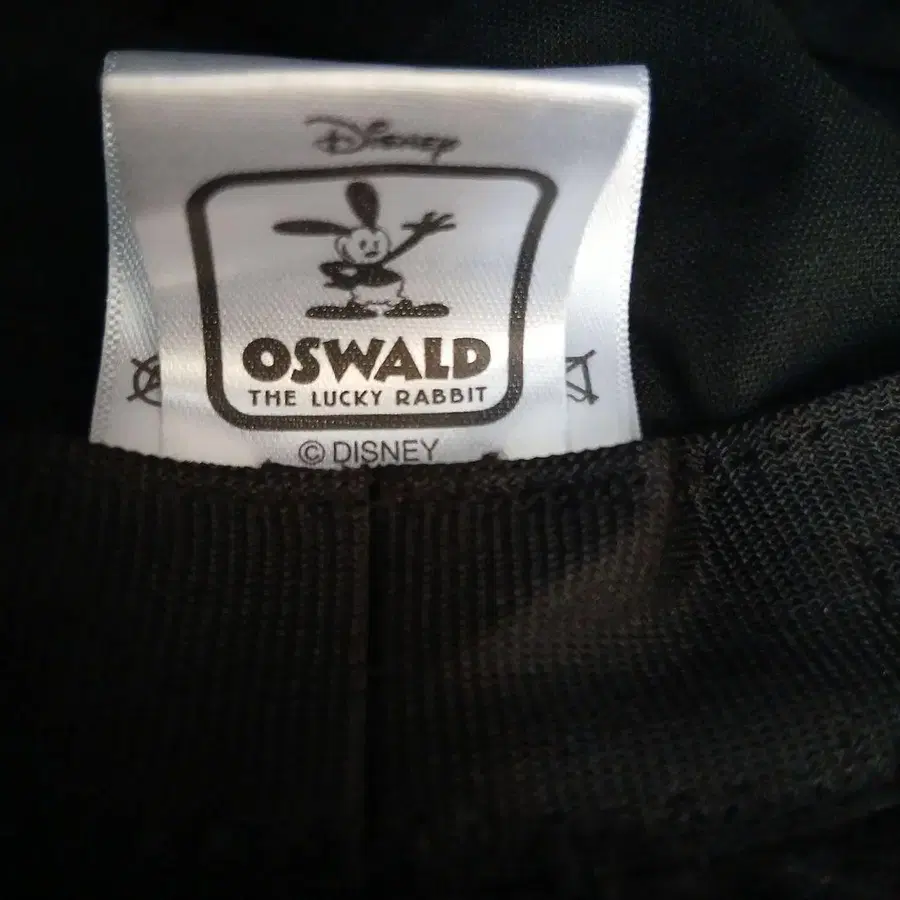 Disney
OSWALD
THE LUCKY RABBIT
© DISNEY